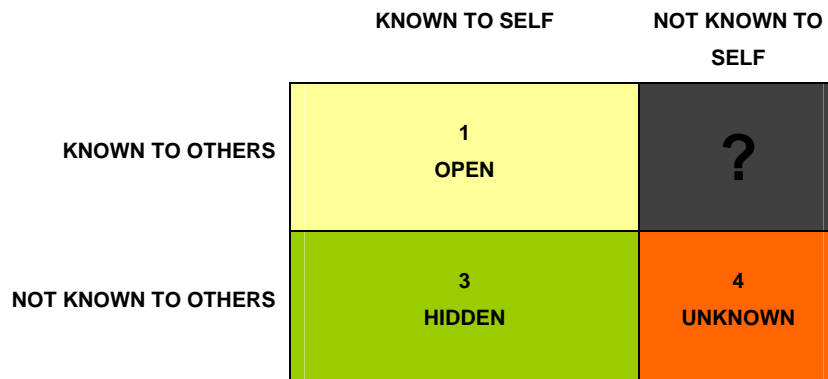 KNOWN TO SELF
NOT KNOWN TO
SELF
KNOWN TO OTHERS
1
OPEN
?
NOT KNOWN TO OTHERS
3
HIDDEN
4
UNKNOWN